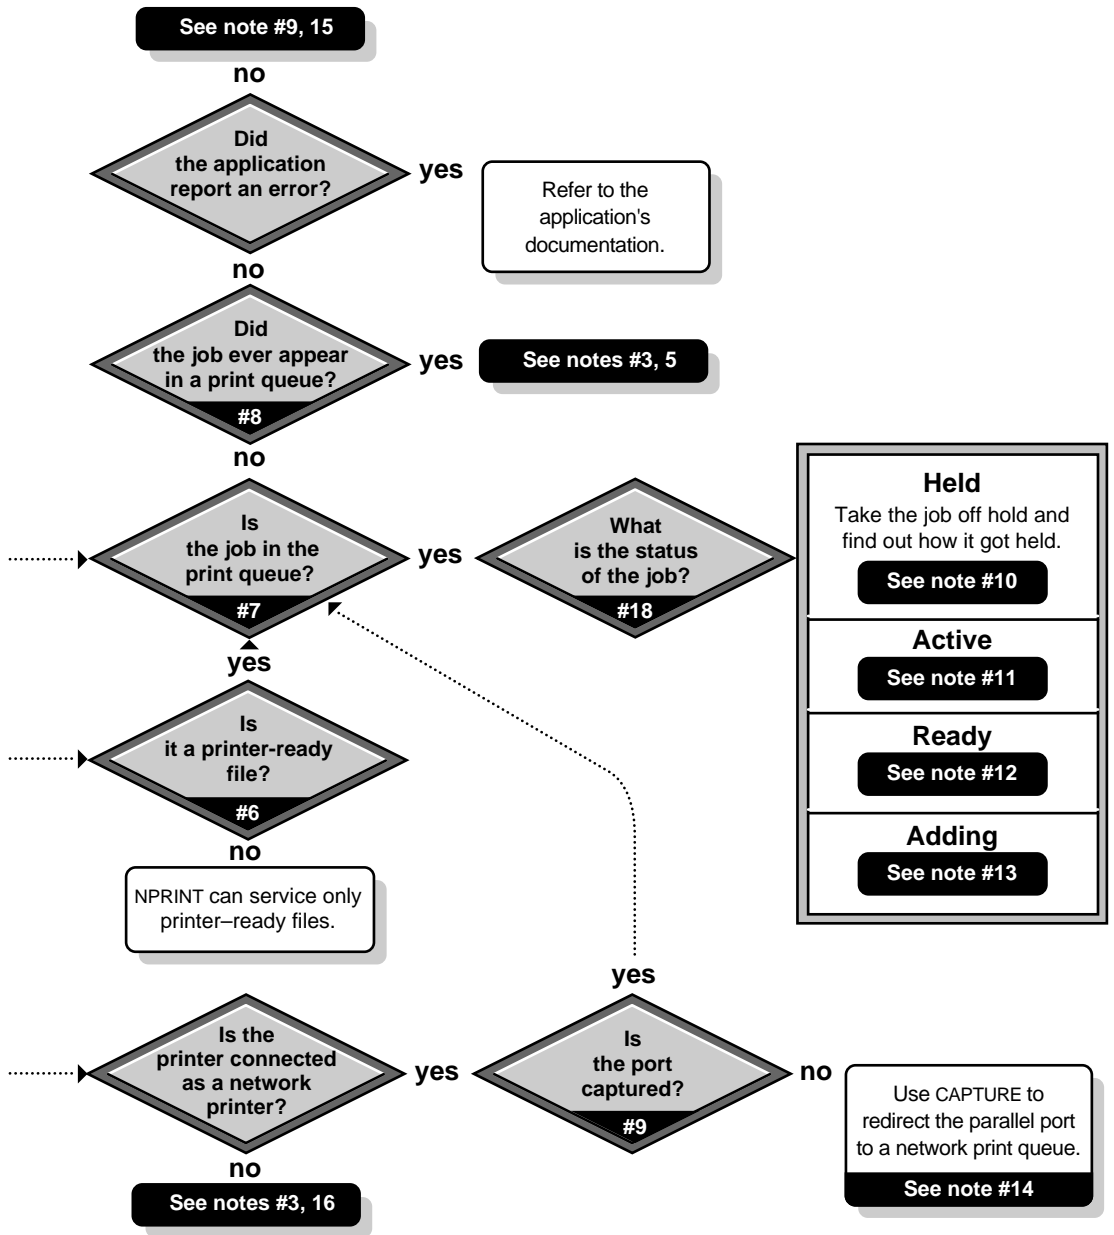 See note #9, 15
no
Did
the application
report an error?
yes
Refer to the
application's
documentation.
no
Did
the job ever appear
in a print queue?
#8
yes
See notes #3, 5
no
Is
the job in the
print queue?
#7
yes
What
is the status
of the job?
#18
Held
Take the job off hold and
find out how it got held.
See note #10
Active
See note #11
Ready
See note #12
Adding
See note #13
yes
Is
it a printer-ready
file?
#6
no
NPRINT can service only
printer–ready files.
yes
Is the
printer connected
as a network
printer?
yes
Is
the port
captured?
#9
no
Use CAPTURE to
redirect the parallel port
to a network print queue.
See note #14
no
See notes #3, 16